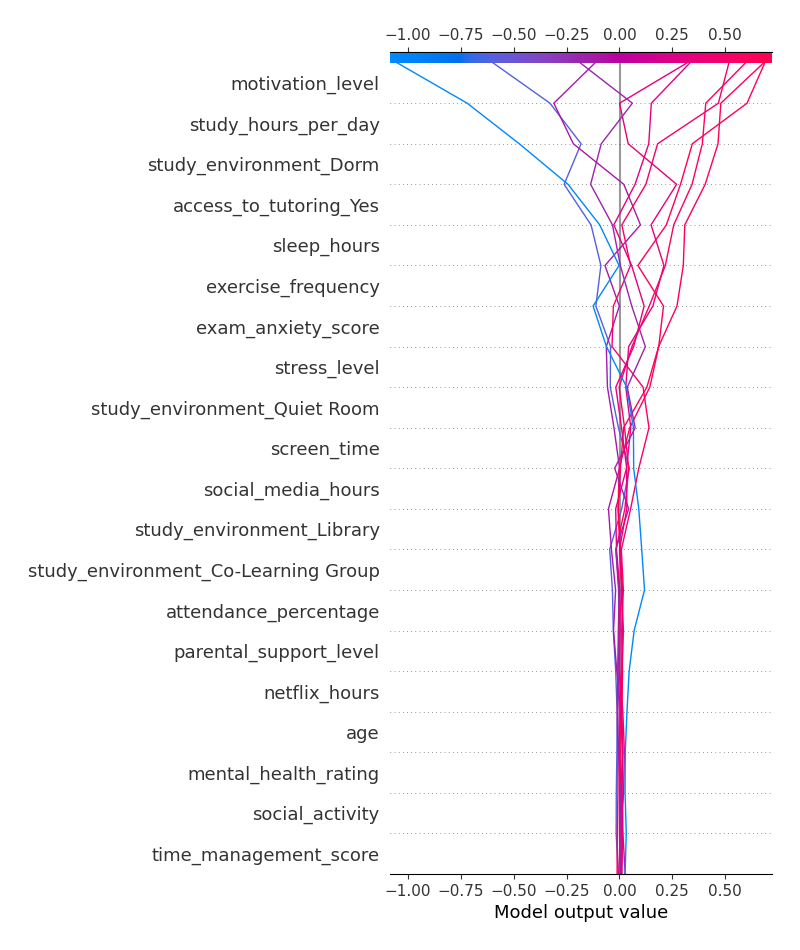 −1.00 −0.75 −0.50 −0.25 0.00 0.25 0.50
motivation_level
study_hours_per_day
study_environment_Dorm
access_to_tutoring_Yes
sleep_hours
exercise_frequency
exam_anxiety_score
stress_level
study_environment_Quiet Room
screen_time
social_media_hours
study_environment_Library
study_environment_Co-Learning Group
attendance_percentage
parental_support_level
netflix_hours
age
mental_health_rating
social_activity
time_management_score
−1.00 −0.75 −0.50 −0.25 0.00 0.25 0.50
Model output value